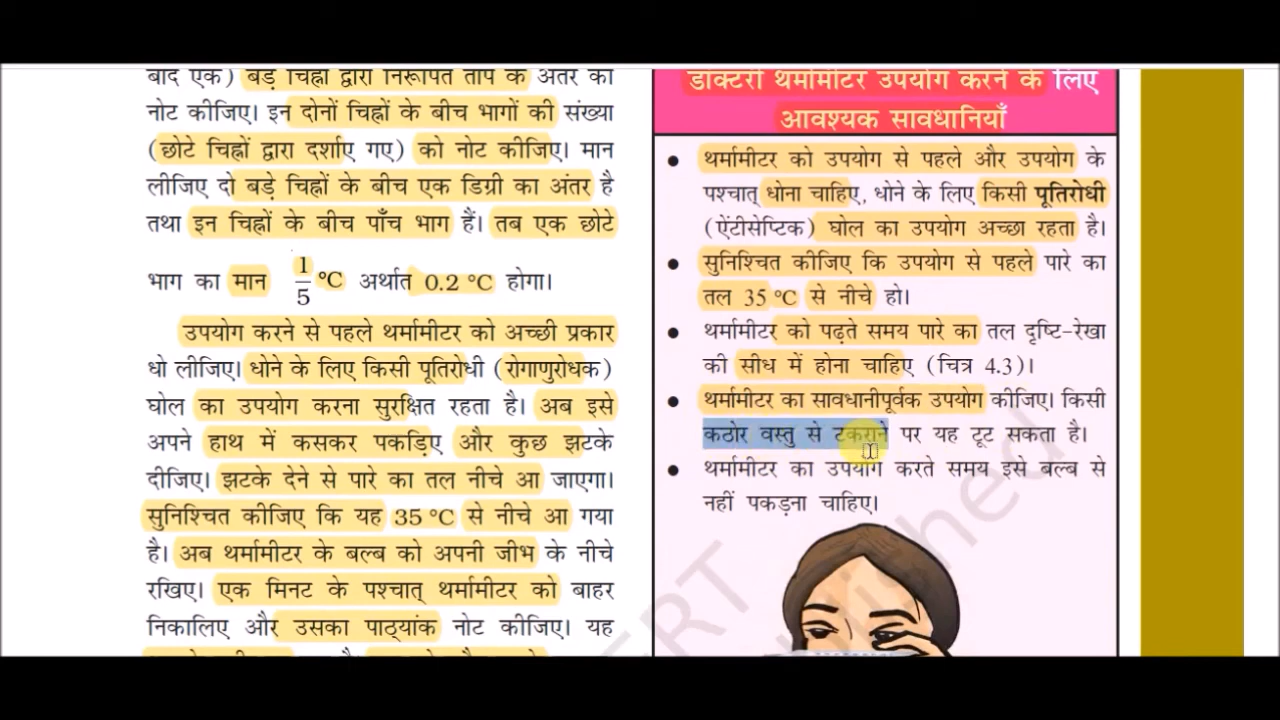 बाद एक) बड़े चिह्नों द्वारा निरूपित ताप के अंतर को
नोट कीजिए। इन दोनों चिह्नों के बीच भागों की संख्या
(छोटे चिह्नों द्वारा दर्शाए गए) को नोट कीजिए। मान
लीजिए दो बड़े चिह्नों के बीच एक डिग्री का अंतर है
तथा इन चिह्नों के बीच पाँच भाग हैं। तब एक छोटे
भाग का मान 1/5 °C अर्थात 0.2 °C होगा।
उपयोग करने से पहले थर्मामीटर को अच्छी प्रकार
धो लीजिए। धोने के लिए किसी पूतिरोधी (रोगाणुरोधक)
घोल का उपयोग करना सुरक्षित रहता है। अब इसे
अपने हाथ में कसकर पकड़िए और कुछ झटके
दीजिए। झटके देने से पारे का तल नीचे आ जाएगा।
सुनिश्चित कीजिए कि यह 35 °C से नीचे आ गया
है। अब थर्मामीटर के बल्ब को अपनी जीभ के नीचे
रखिए। एक मिनट के पश्चात् थर्मामीटर को बाहर
निकालिए और उसका पाठ्यांक नोट कीजिए। यह
डॉक्टरी थर्मामीटर उपयोग करने के लिए
आवश्यक सावधानियाँ
● थर्मामीटर को उपयोग से पहले और उपयोग के
पश्चात् धोना चाहिए, धोने के लिए किसी पूतिरोधी
(ऐंटीसेप्टिक) घोल का उपयोग अच्छा रहता है।
● सुनिश्चित कीजिए कि उपयोग से पहले पारे का
तल 35 °C से नीचे हो।
● थर्मामीटर को पढ़ते समय पारे का तल दृष्टि-रेखा
की सीध में होना चाहिए (चित्र 4.3)।
● थर्मामीटर का सावधानीपूर्वक उपयोग कीजिए। किसी
कठोर वस्तु से टकराने पर यह टूट सकता है।
● थर्मामीटर का उपयोग करते समय इसे बल्ब से
नहीं पकड़ना चाहिए।